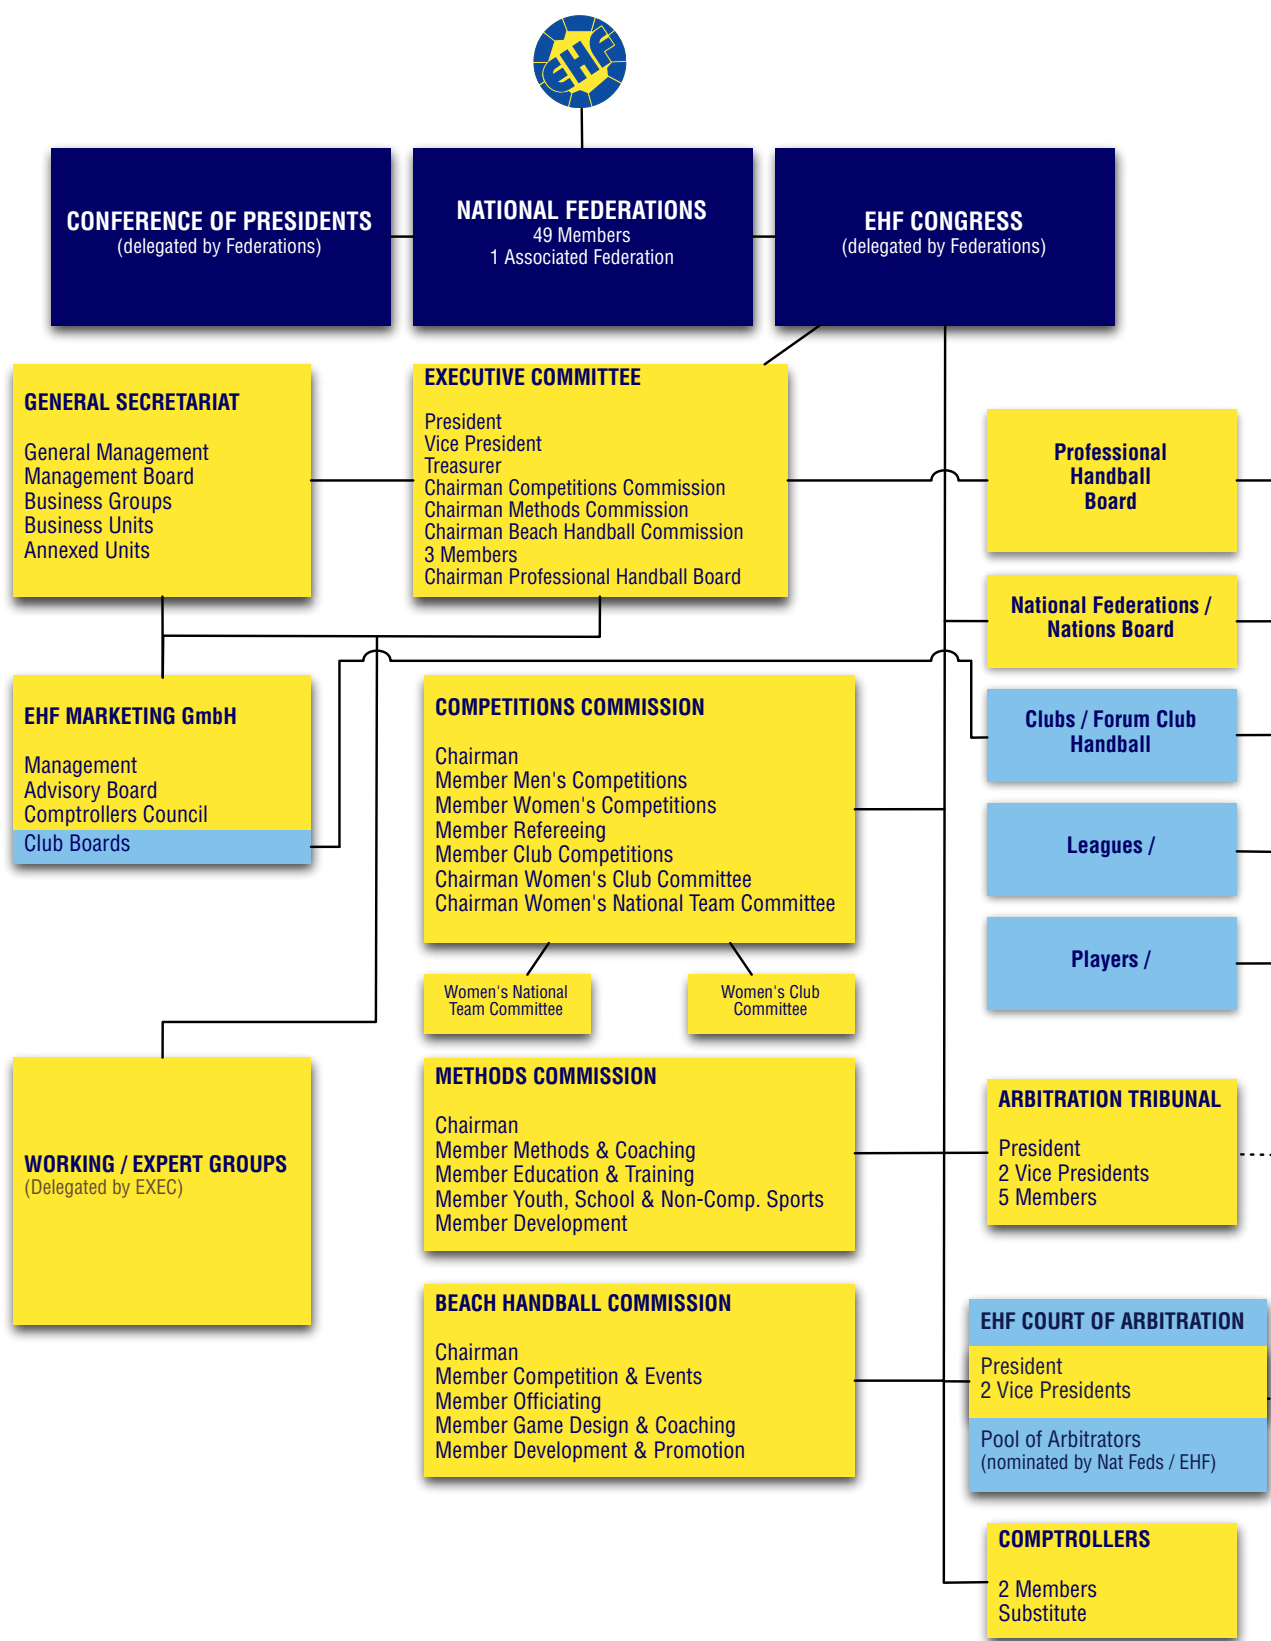 EHF
CONFERENCE OF PRESIDENTS
(delegated by Federations)
NATIONAL FEDERATIONS
49 Members
1 Associated Federation
EHF CONGRESS
(delegated by Federations)
GENERAL SECRETARIAT
General Management
Management Board
Business Groups
Business Units
Annexed Units
EXECUTIVE COMMITTEE
President
Vice President
Treasurer
Chairman Competitions Commission
Chairman Methods Commission
Chairman Beach Handball Commission
3 Members
Chairman Professional Handball Board
Professional
Handball
Board
National Federations /
Nations Board
EHF MARKETING GmbH
Management
Advisory Board
Comptrollers Council
Club Boards
COMPETITIONS COMMISSION
Chairman
Member Men's Competitions
Member Women's Competitions
Member Refereeing
Member Club Competitions
Chairman Women's Club Committee
Chairman Women's National Team Committee
Clubs / Forum Club
Handball
Leagues /
Players /
Women's National
Team Committee
Women's Club
Committee
WORKING / EXPERT GROUPS
(Delegated by EXEC)
METHODS COMMISSION
Chairman
Member Methods & Coaching
Member Education & Training
Member Youth, School & Non-Comp. Sports
Member Development
ARBITRATION TRIBUNAL
President
2 Vice Presidents
5 Members
BEACH HANDBALL COMMISSION
Chairman
Member Competition & Events
Member Officiating
Member Game Design & Coaching
Member Development & Promotion
EHF COURT OF ARBITRATION
President
2 Vice Presidents
Pool of Arbitrators
(nominated by Nat Feds / EHF)
COMPTROLLERS
2 Members
Substitute